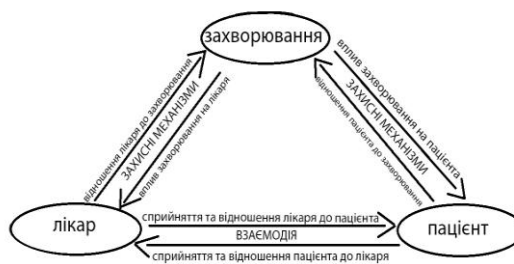 захворювання
відношення лікаря до захворювання
ЗАХИСНІ МЕХАНІЗМИ
вплив захворювання на лікаря
вплив захворювання на пацієнта
ЗАХИСНІ МЕХАНІЗМИ
відношення пацієнта до захворювання
лікар
сприйняття та відношення лікаря до пацієнта
ВЗАЄМОДІЯ
сприйняття та відношення пацієнта до лікаря
пацієнт